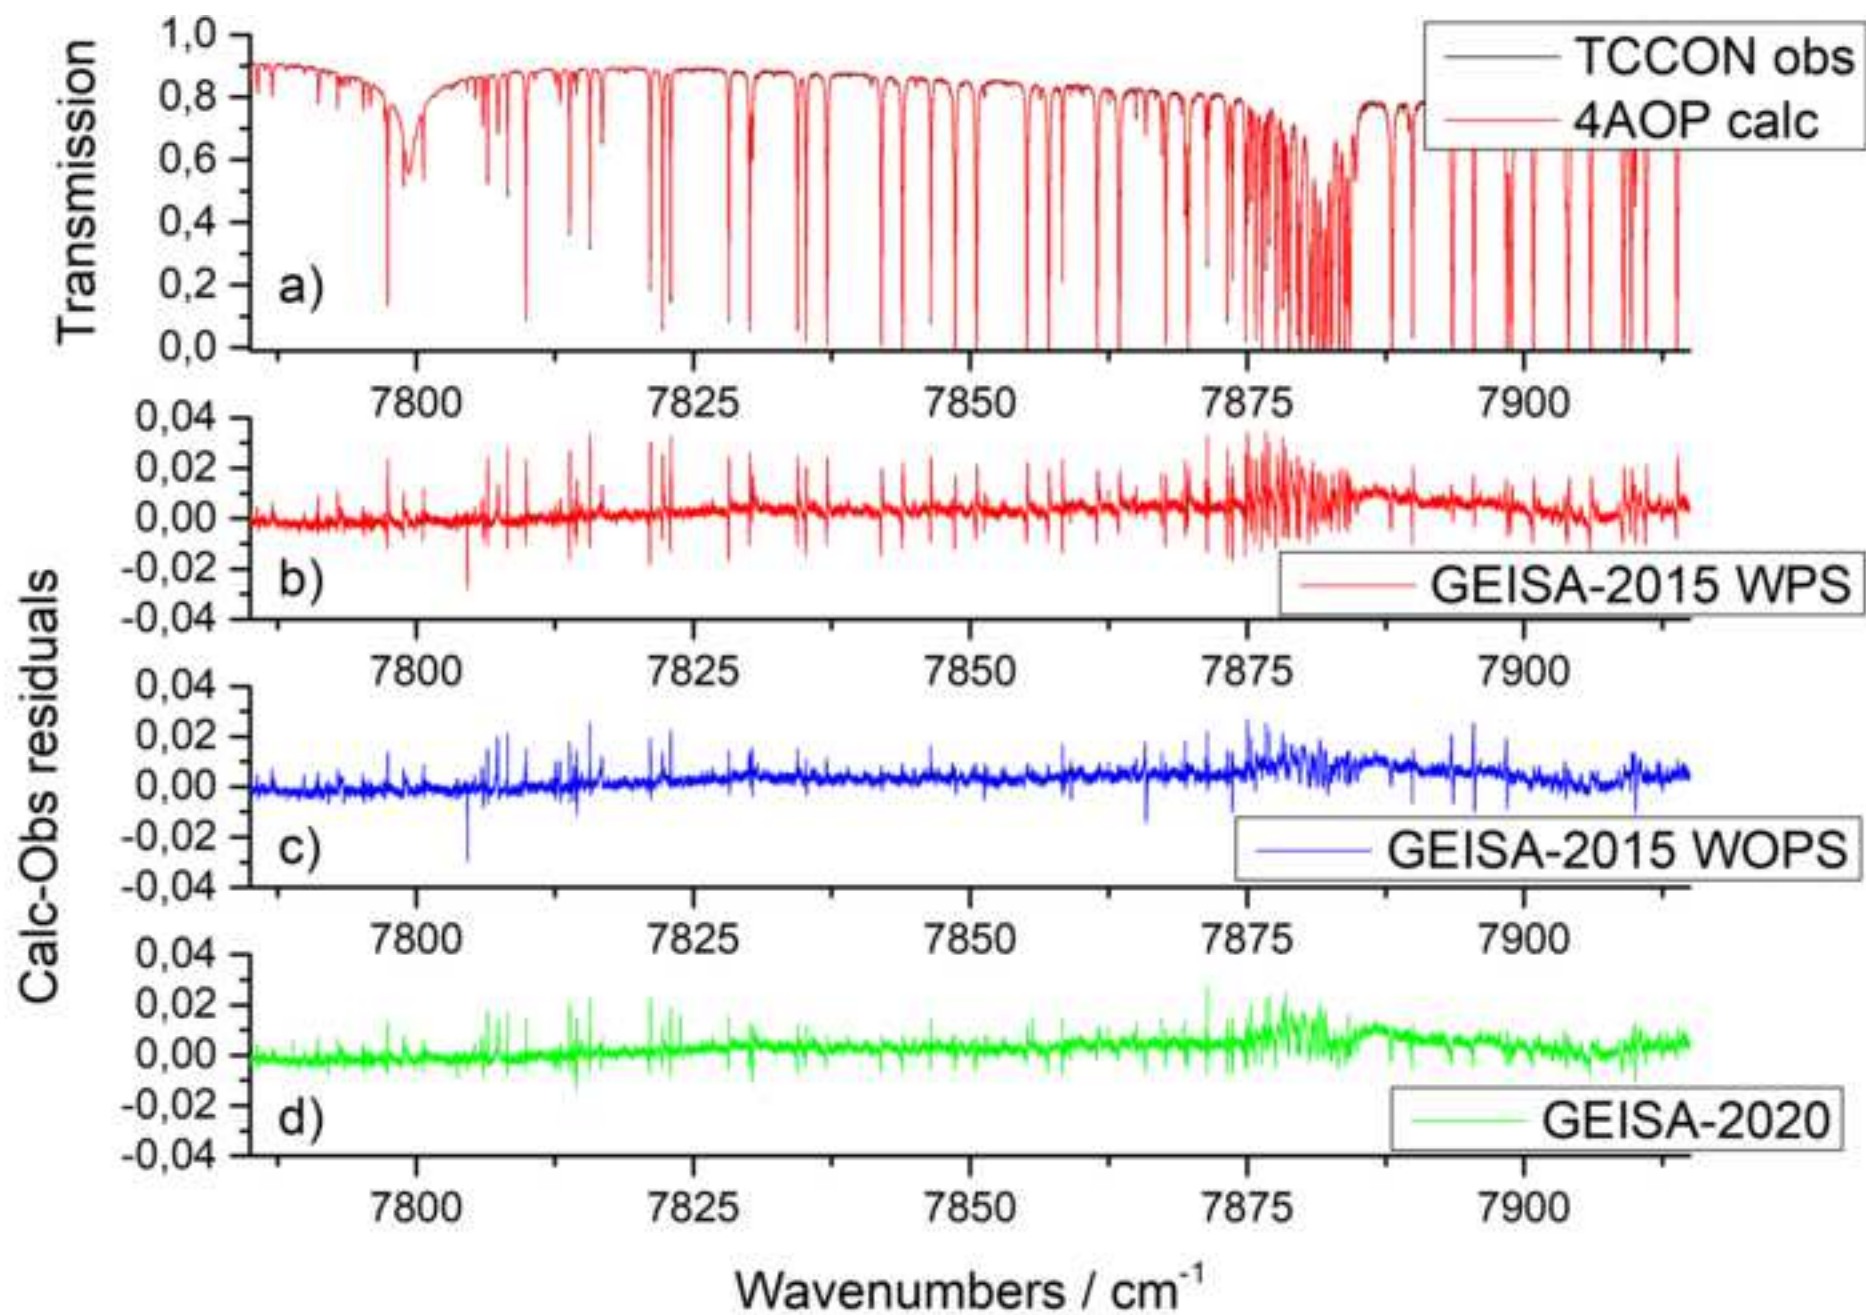 Transmission
1,0
0,8
0,6
0,4
0,2
0,0
a)
TCCON obs
4AOP calc
7800 7825 7850 7875 7900
Calc-Obs residuals
0,04
0,02
0,00
-0,02
-0,04
b)
GEISA-2015 WPS
7800 7825 7850 7875 7900
0,04
0,02
0,00
-0,02
-0,04
c)
GEISA-2015 WOPS
7800 7825 7850 7875 7900
0,04
0,02
0,00
-0,02
-0,04
d)
GEISA-2020
7800 7825 7850 7875 7900
Wavenumbers / cm⁻¹